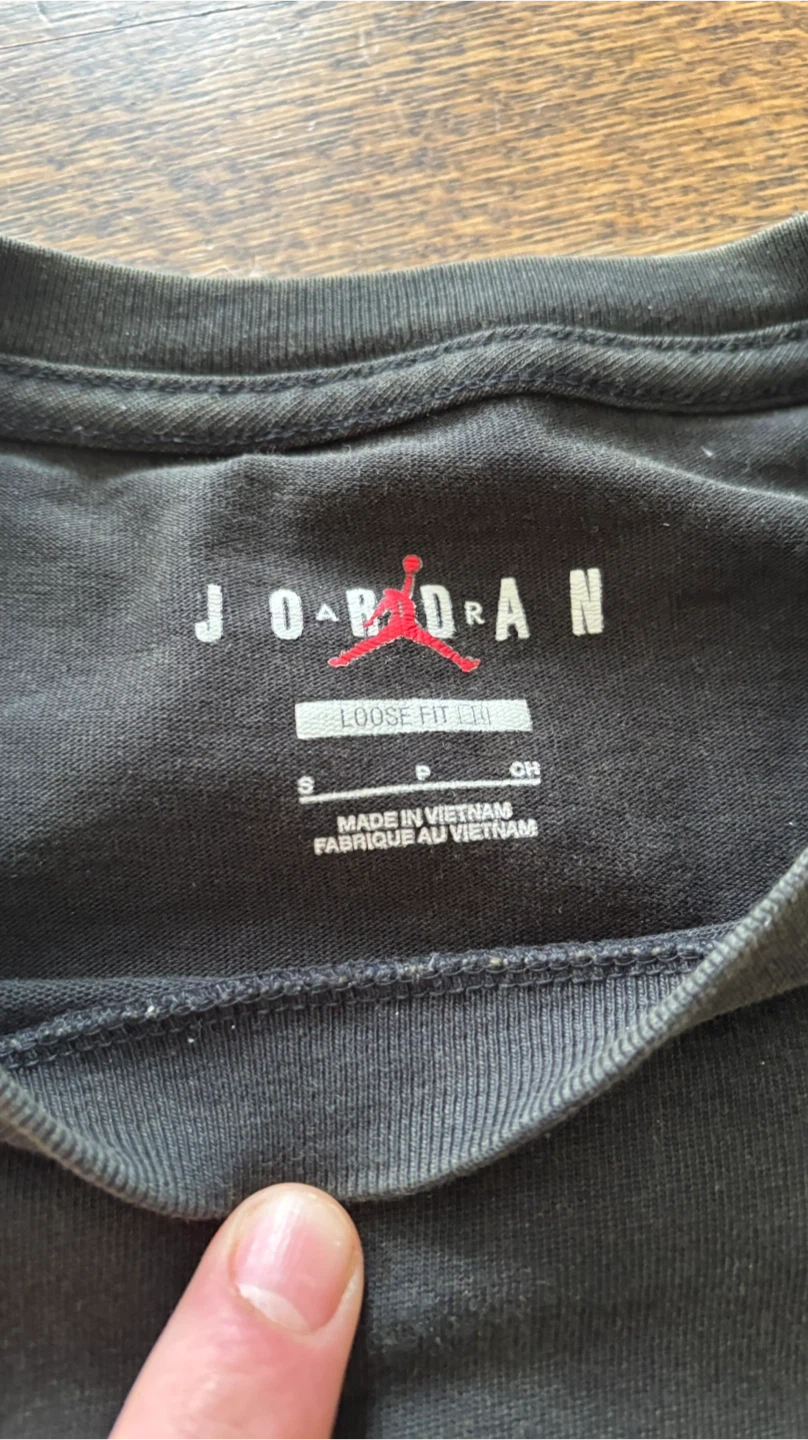 JORDAN
AIR
LOOSE FIT
S P CH
MADE IN VIETNAM
FABRIQUE AU VIETNAM